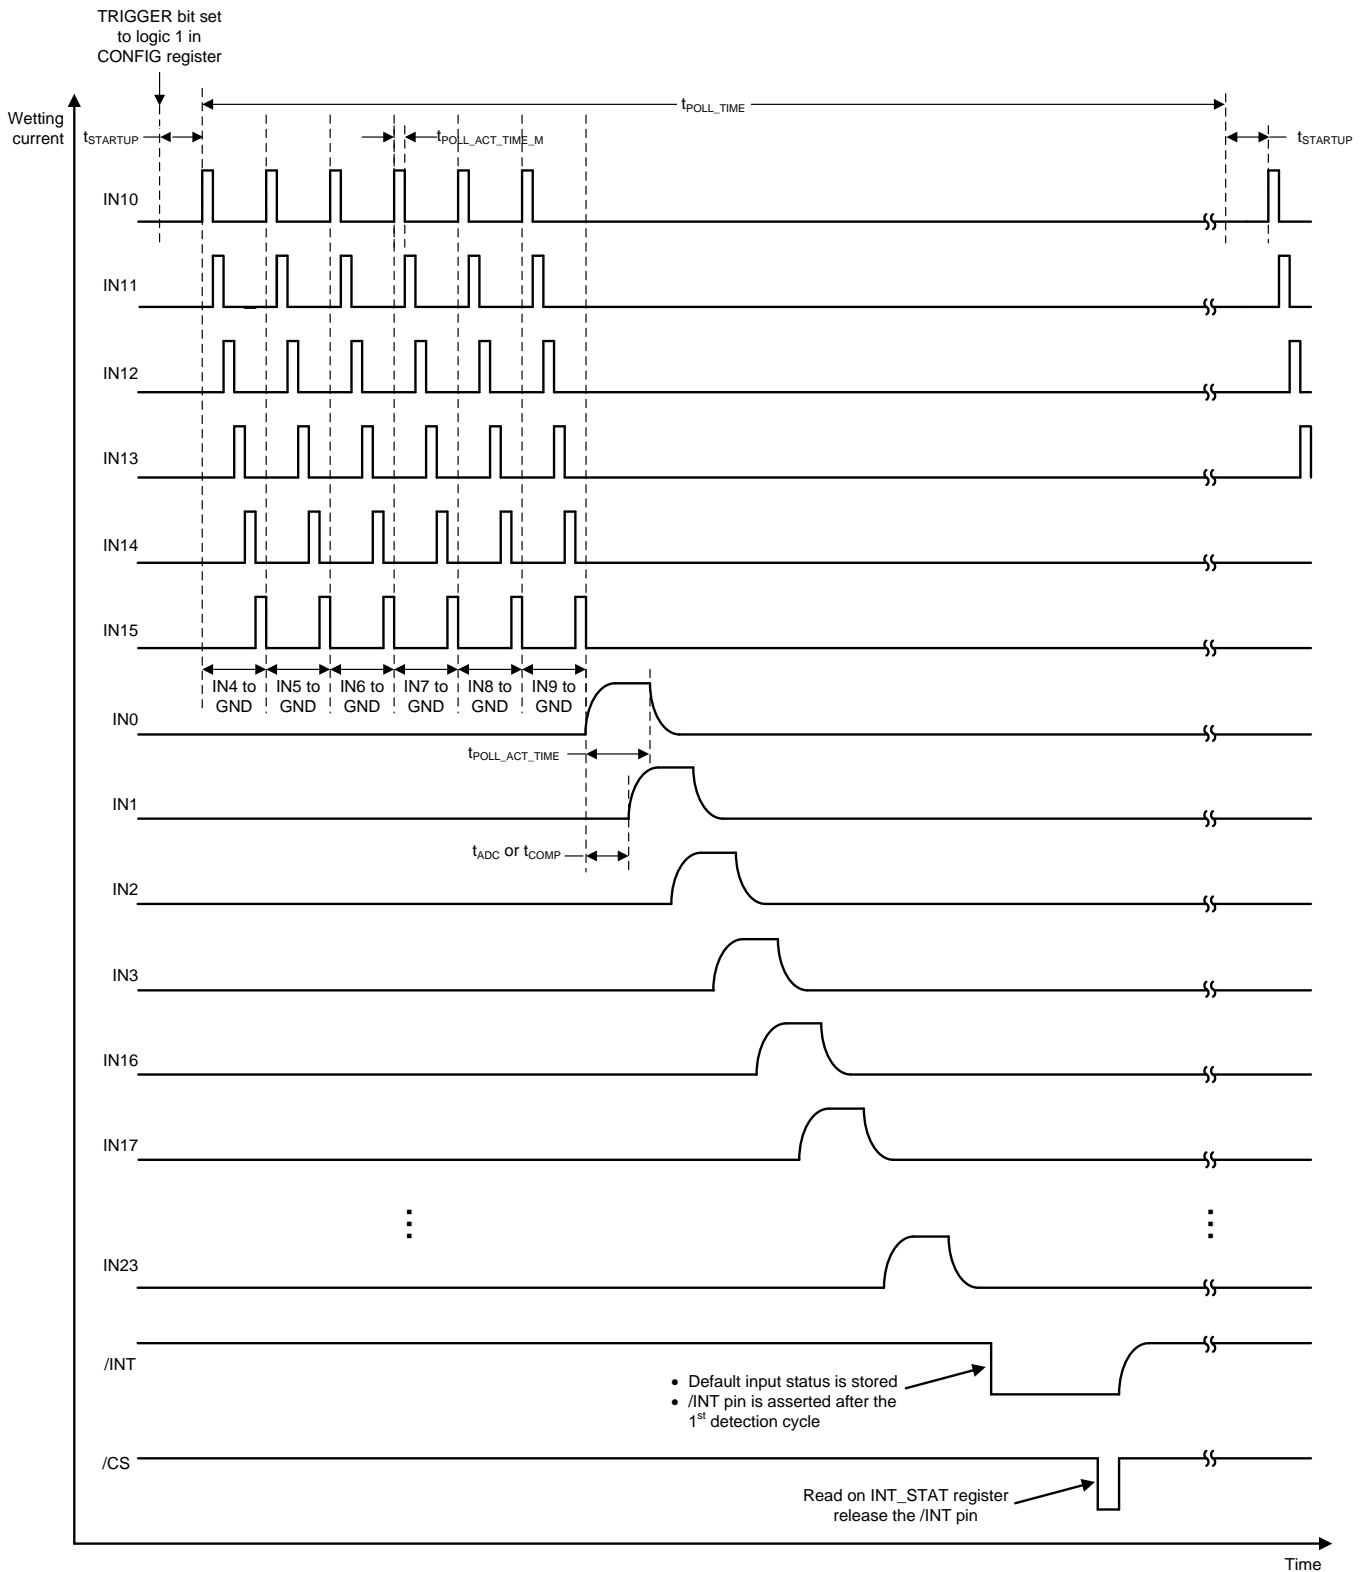 TRIGGER bit set
to logic 1 in
CONFIG register
Wetting
current
tSTARTUP
tPOLL_TIME
tPOLL_ACT_TIME_M
tSTARTUP
IN10
IN11
IN12
IN13
IN14
IN15
IN4 to
GND
IN5 to
GND
IN6 to
GND
IN7 to
GND
IN8 to
GND
IN9 to
GND
IN0
tPOLL_ACT_TIME
IN1
tADC or tCOMP
IN2
IN3
IN16
IN17
IN23
/INT
• Default input status is stored
• /INT pin is asserted after the
1st detection cycle
/CS
Read on INT_STAT register
release the /INT pin
Time